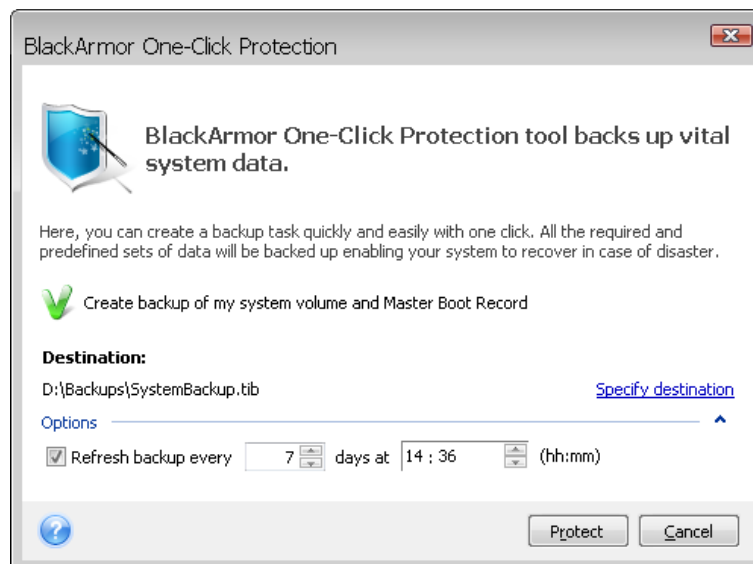 BlackArmor One-Click Protection
BlackArmor One-Click Protection tool backs up vital
system data.
Here, you can create a backup task quickly and easily with one click. All the required and
predefined sets of data will be backed up enabling your system to recover in case of disaster.
Create backup of my system volume and Master Boot Record
Destination:
D:\Backups\SystemBackup.tib Specify destination
Options
Refresh backup every 7 days at 14 : 36 (hh:mm)
? Protect Cancel